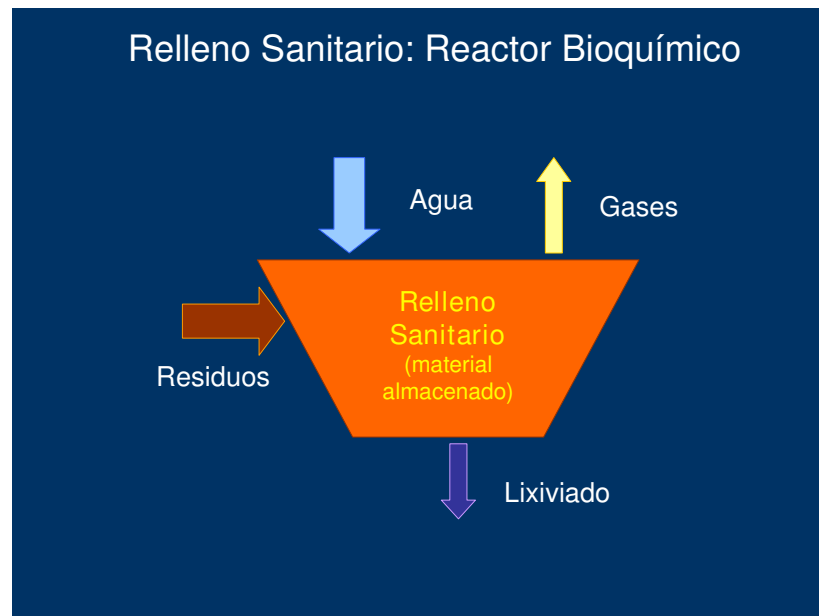 Relleno Sanitario: Reactor Bioquímico
Agua
Gases
Relleno
Sanitario
(material
almacenado)
Residuos
Lixiviado